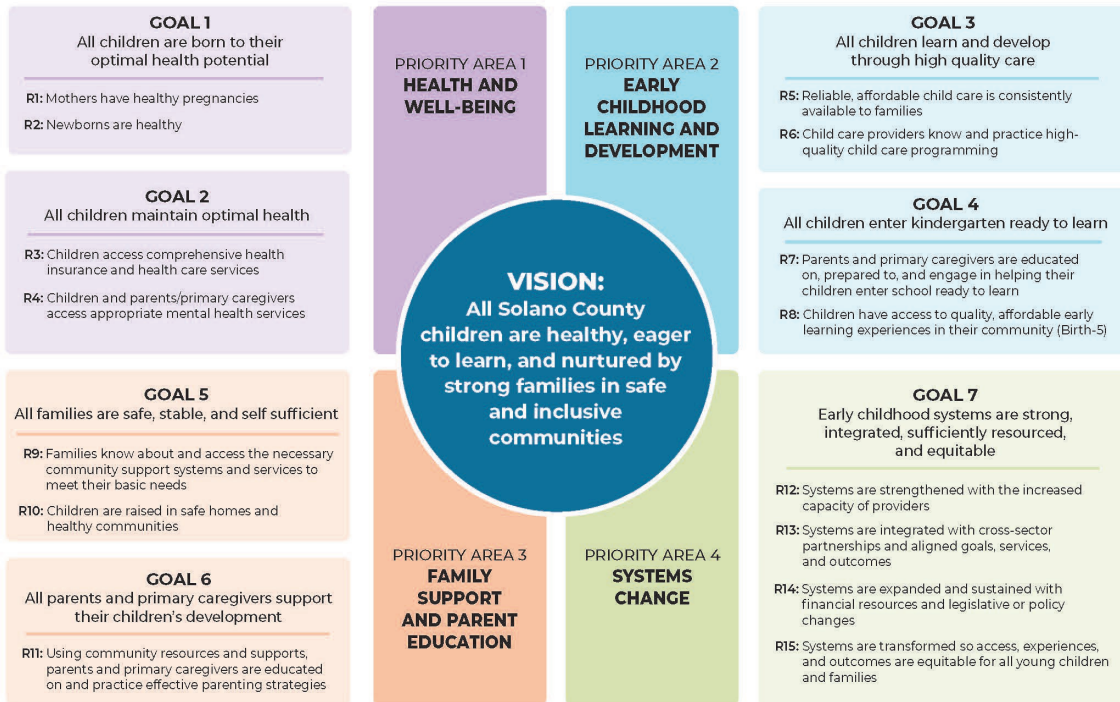 GOAL 1
All children are born to their
optimal health potential
R1: Mothers have healthy pregnancies
R2: Newborns are healthy
GOAL 2
All children maintain optimal health
R3: Children access comprehensive health
insurance and health care services
R4: Children and parents/primary caregivers
access appropriate mental health services
PRIORITY AREA 1
HEALTH AND
WELL-BEING
PRIORITY AREA 2
EARLY
CHILDHOOD
LEARNING AND
DEVELOPMENT
GOAL 3
All children learn and develop
through high quality care
R5: Reliable, affordable child care is consistently
available to families
R6: Child care providers know and practice high-
quality child care programming
GOAL 4
All children enter kindergarten ready to learn
R7: Parents and primary caregivers are educated
on, prepared to, and engage in helping their
children enter school ready to learn
R8: Children have access to quality, affordable early
learning experiences in their community (Birth-5)
VISION:
All Solano County
children are healthy, eager
to learn, and nurtured by
strong families in safe
and inclusive
communities
GOAL 5
All families are safe, stable, and self sufficient
R9: Families know about and access the necessary
community support systems and services to
meet their basic needs
R10: Children are raised in safe homes and
healthy communities
GOAL 6
All parents and primary caregivers support
their children's development
R11: Using community resources and supports,
parents and primary caregivers are educated
on and practice effective parenting strategies
PRIORITY AREA 3
FAMILY
SUPPORT
AND PARENT
EDUCATION
PRIORITY AREA 4
SYSTEMS
CHANGE
GOAL 7
Early childhood systems are strong,
integrated, sufficiently resourced,
and equitable
R12: Systems are strengthened with the increased
capacity of providers
R13: Systems are integrated with cross-sector
partnerships and aligned goals, services,
and outcomes
R14: Systems are expanded and sustained with
financial resources and legislative or policy
changes
R15: Systems are transformed so access, experiences,
and outcomes are equitable for all young children
and families